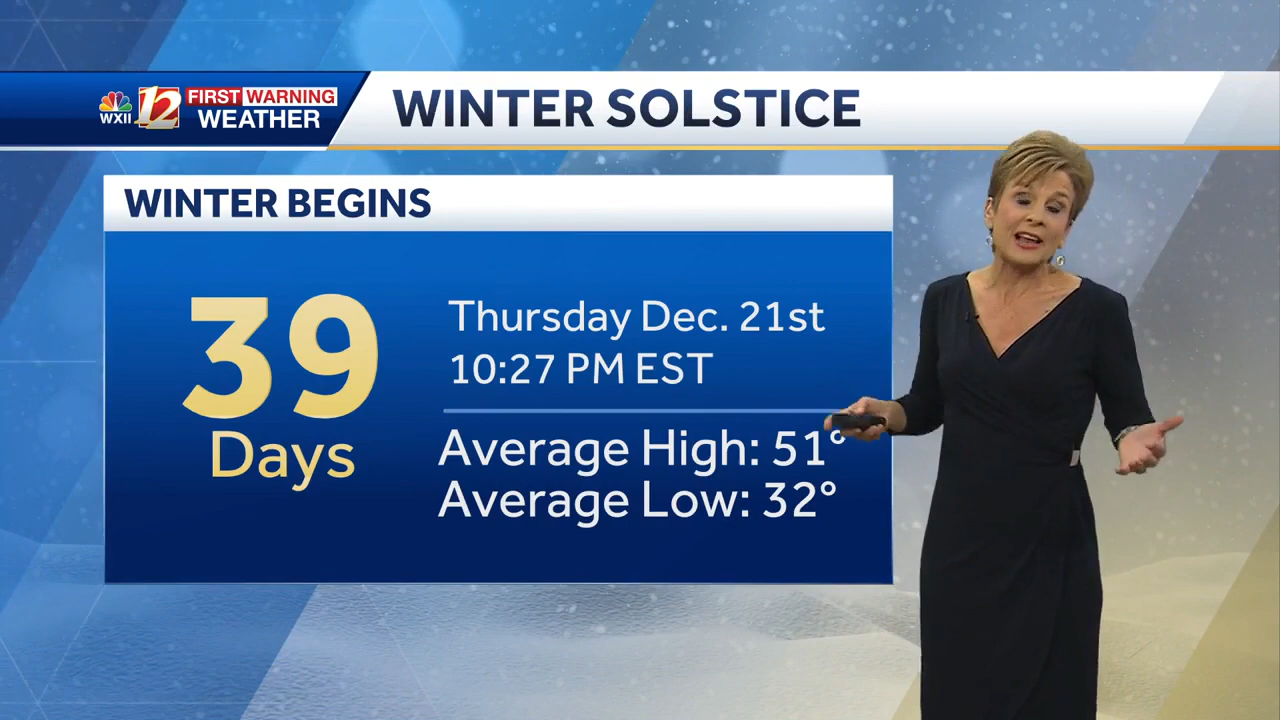 WXII 12 FIRST WARNING
WEATHER
WINTER SOLSTICE
WINTER BEGINS
39
Days
Thursday Dec. 21st
10:27 PM EST
Average High: 51°
Average Low: 32°